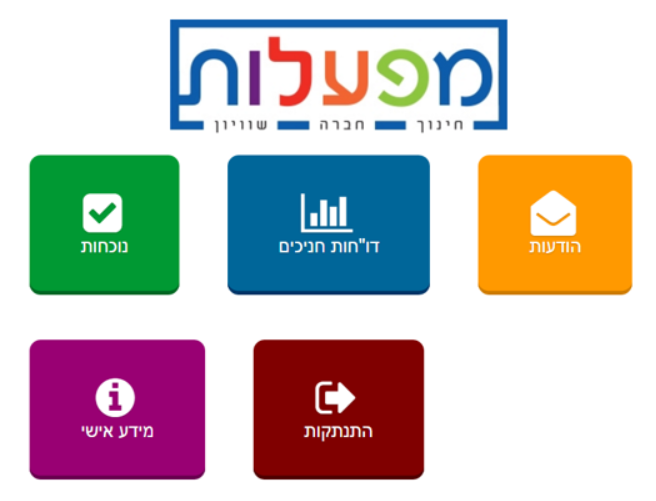 מפעלות
חינוך חברה שוויון
הודעות
דו"חות חניכים
נוכחות
התנתקות
מידע אישי